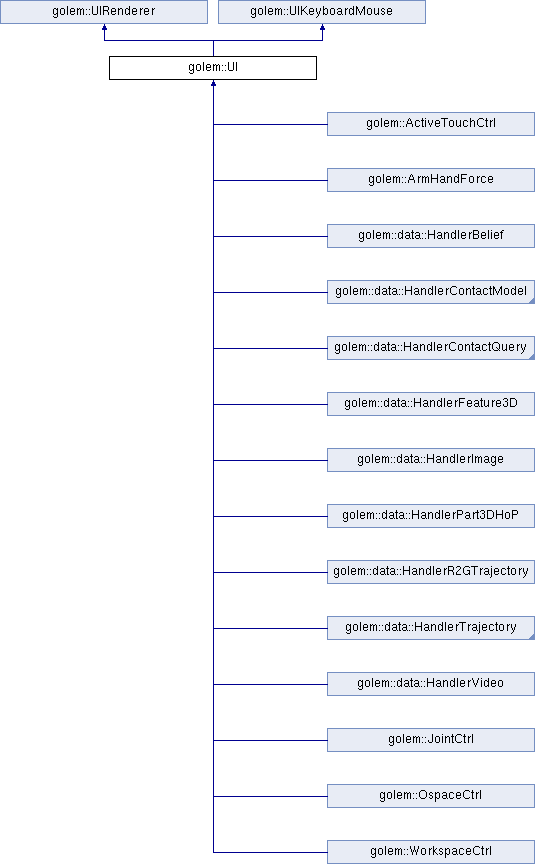 golem::UIRenderer
golem::UIKeyboardMouse
golem::UI
golem::ActiveTouchCtrl
golem::ArmHandForce
golem::data::HandlerBelief
golem::data::HandlerContactModel
golem::data::HandlerContactQuery
golem::data::HandlerFeature3D
golem::data::HandlerImage
golem::data::HandlerPart3DHoP
golem::data::HandlerR2GTrajectory
golem::data::HandlerTrajectory
golem::data::HandlerVideo
golem::JointCtrl
golem::OspaceCtrl
golem::WorkspaceCtrl